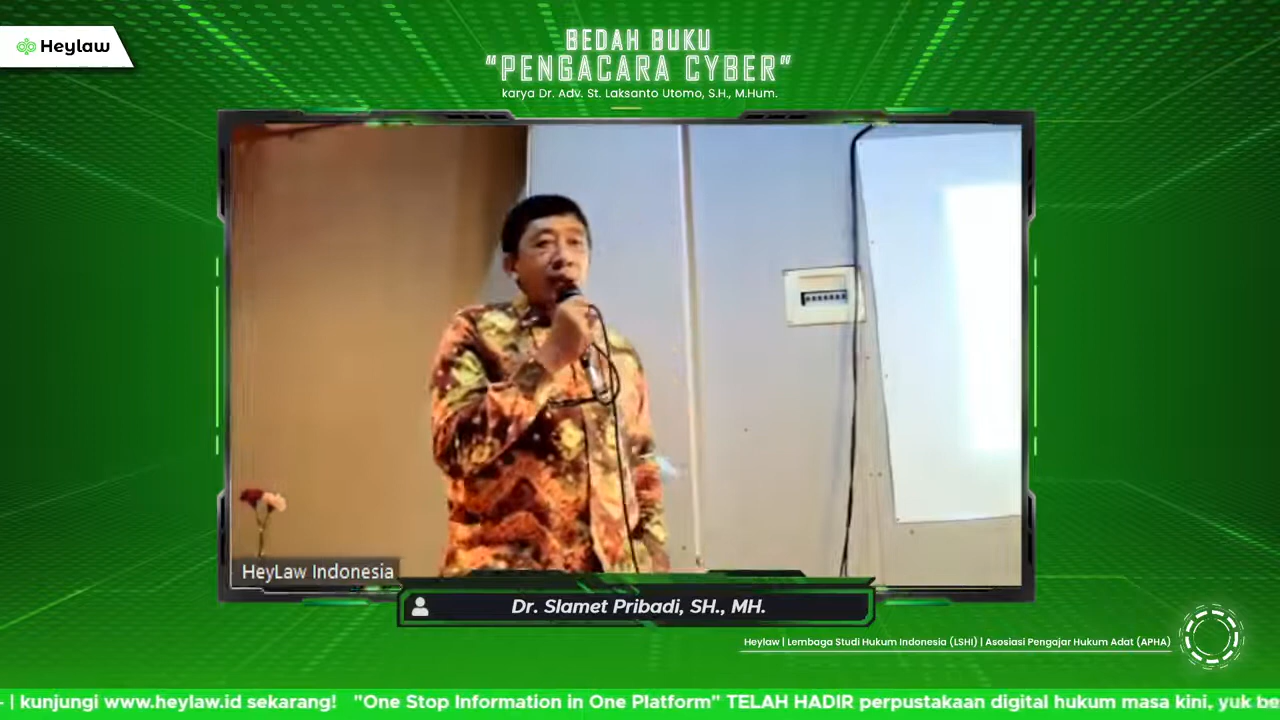 Heylaw
BEDAH BUKU
"PENGACARA CYBER"
karya Dr. Adv. St. Laksanto Utomo, S.H., M.Hum.
HeyLaw Indonesia
Dr. Slamet Pribadi, SH., MH.
Heylaw | Lembaga Studi Hukum Indonesia (LSHI) | Asosiasi Pengajar Hukum Adat (APHA)
| kunjungi www.heylaw.id sekarang! "One Stop Information in One Platform" TELAH HADIR perpustakaan digital hukum masa kini, yuk be